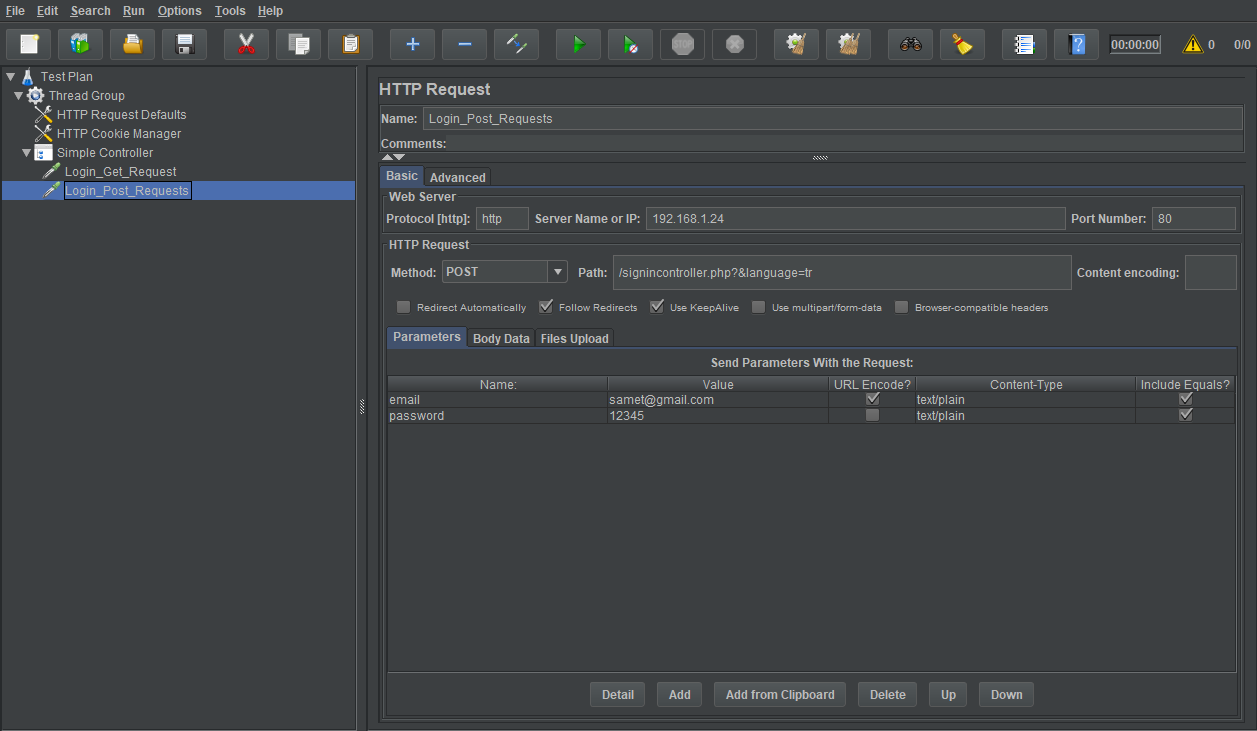 File Edit Search Run Options Tools Help
STOP
?
00:00:00
0
0/0
Test Plan
Thread Group
HTTP Request Defaults
HTTP Cookie Manager
Simple Controller
Login_Get_Request
Login_Post_Requests
HTTP Request
Name: Login_Post_Requests
Comments:
Basic Advanced
Web Server
Protocol [http]: http Server Name or IP: 192.168.1.24 Port Number: 80
HTTP Request
Method: POST Path: /signincontroller.php?&language=tr Content encoding:
Redirect Automatically Follow Redirects Use KeepAlive Use multipart/form-data Browser-compatible headers
Parameters Body Data Files Upload
Send Parameters With the Request:
Name: Value URL Encode? Content-Type Include Equals?
email samet@gmail.com text/plain
password 12345 text/plain
Detail Add Add from Clipboard Delete Up Down